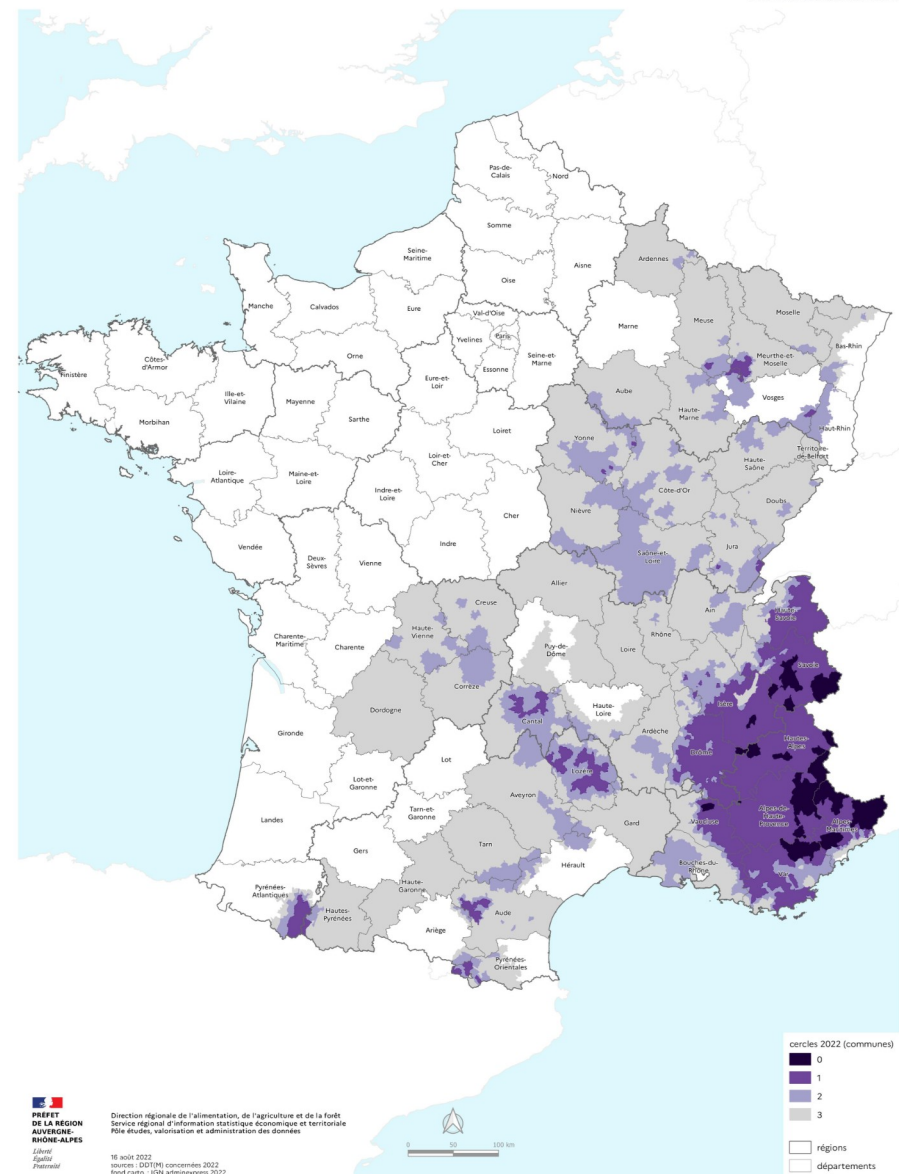 Pas-de-
Calais
Nord
Somme
Seine-
Maritime
Aisne
Ardennes
Oise
Manche
Calvados
Eure
Val-d'Oise
Paris
Yvelines
Essonne
Seine-et-
Marne
Marne
Meuse
Moselle
Meurthe-et-
Moselle
Bas-Rhin
Orne
Finistère
Côtes-
d'Armor
Ille-et-
Vilaine
Mayenne
Eure-et-
Loir
Aube
Haute-
Marne
Vosges
Haut-Rhin
Morbihan
Sarthe
Loiret
Yonne
Haute-
Saône
Territoire-
de-Belfort
Loire-
Atlantique
Maine-et-
Loire
Loir-et-
Cher
Indre-et-
Loire
Cher
Nièvre
Côte-d'Or
Doubs
Vendée
Deux-
Sèvres
Vienne
Indre
Saône-et-
Loire
Jura
Allier
Creuse
Haute-
Vienne
Ain
Haute-
Savoie
Charente-
Maritime
Charente
Puy-de-
Dôme
Loire
Rhône
Savoie
Corrèze
Isère
Dordogne
Cantal
Haute-
Loire
Ardèche
Drôme
Hautes-
Alpes
Gironde
Lot
Lozère
Lot-et-
Garonne
Aveyron
Tarn-et-
Garonne
Gard
Vaucluse
Alpes-de-
Haute-
Provence
Alpes-
Maritimes
Landes
Gers
Tarn
Hérault
Bouches-du-
Rhône
Var
Haute-
Garonne
Pyrénées-
Atlantiques
Hautes-
Pyrénées
Ariège
Aude
Pyrénées-
Orientales
cercles 2022 (communes)
0
1
2
3
régions
départements
PRÉFET
DE LA RÉGION
AUVERGNE-
RHÔNE-ALPES
Liberté
Égalité
Fraternité
Direction régionale de l'alimentation, de l'agriculture et de la forêt
Service régional d'information statistique économique et territoriale
Pôle études, valorisation et administration des données
16 août 2022
sources : DDT(M) concernées 2022
fond carto : IGN adminexpress 2022
0 50 100 km